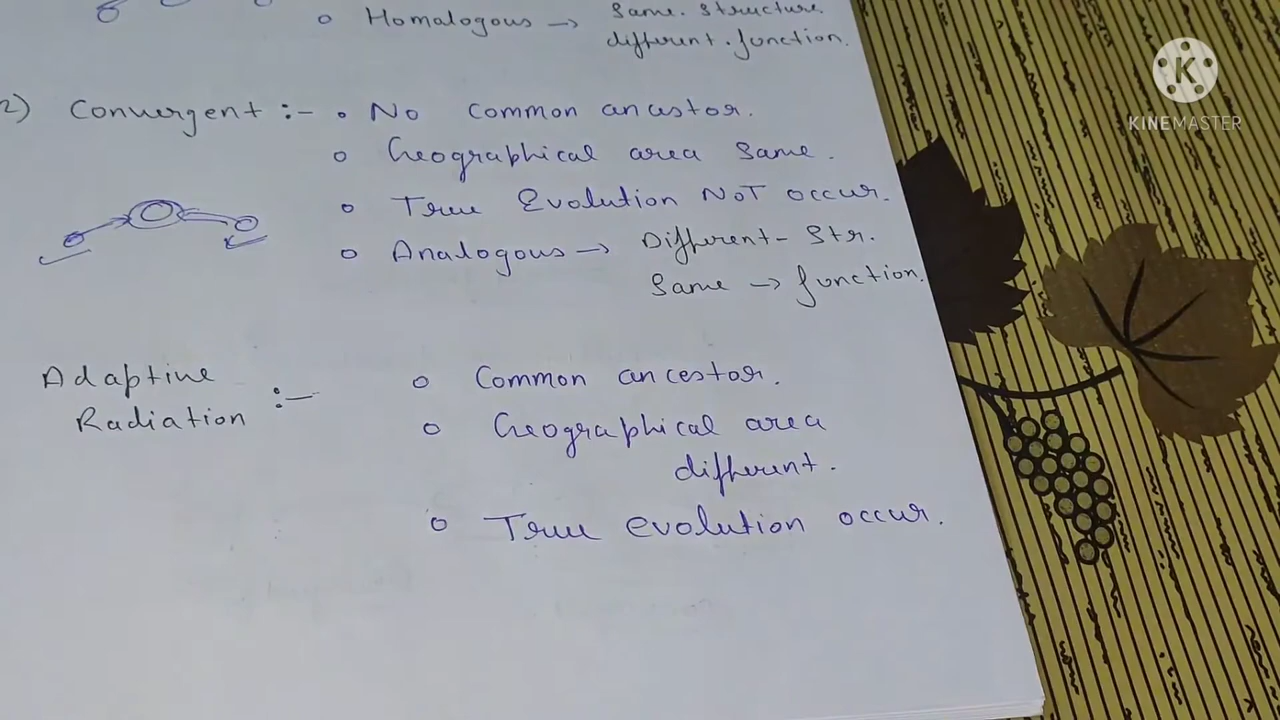 Homalogous → Same. structure.
different. function.
2) Convergent :- No Common ancestor.
Geographical area Same.
True Evolution NOT occur.
Analogous → Different- Str.
Same → function.
Adaptive
Radiation :-
Common ancestor.
Geographical area
different.
True evolution occur.
K
KINEMASTER